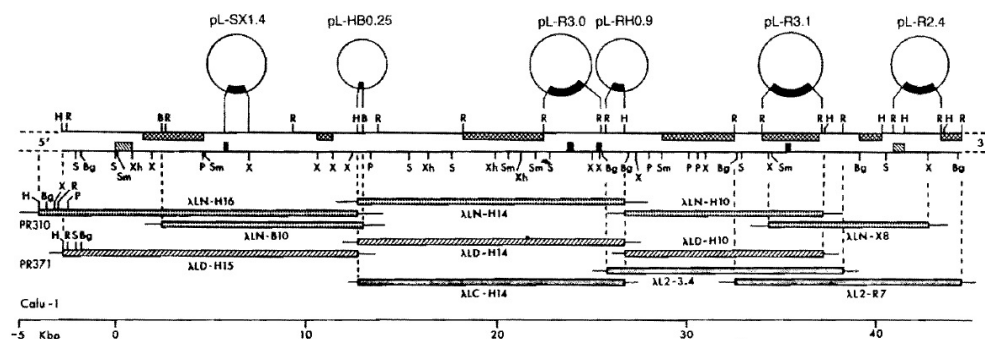 pL-SX1.4 pL-HB0.25 pL-R3.0 pL-RH0.9 pL-R3.1 pL-R2.4
H R B R R H B R R R R H R R H R R H R H R
5' 3
S Bg S Sm Xh X P Sm X X X X P X Xh S Xh Sm Xh Sm S X X Bg Bg X P Sm P P X S X Sm Bg S X Bg
H Bg X R P
PR310 λLN-H16 λLN-H14 λLN-H10
λLN-B10 λLN-X8
H R S Bg
PR371 λLD-H15 λLD-H14 λLD-H10
λLC-H14 λL2-3.4 λL2-R7
Calu-1
-5 Kbp 0 10 20 30 40